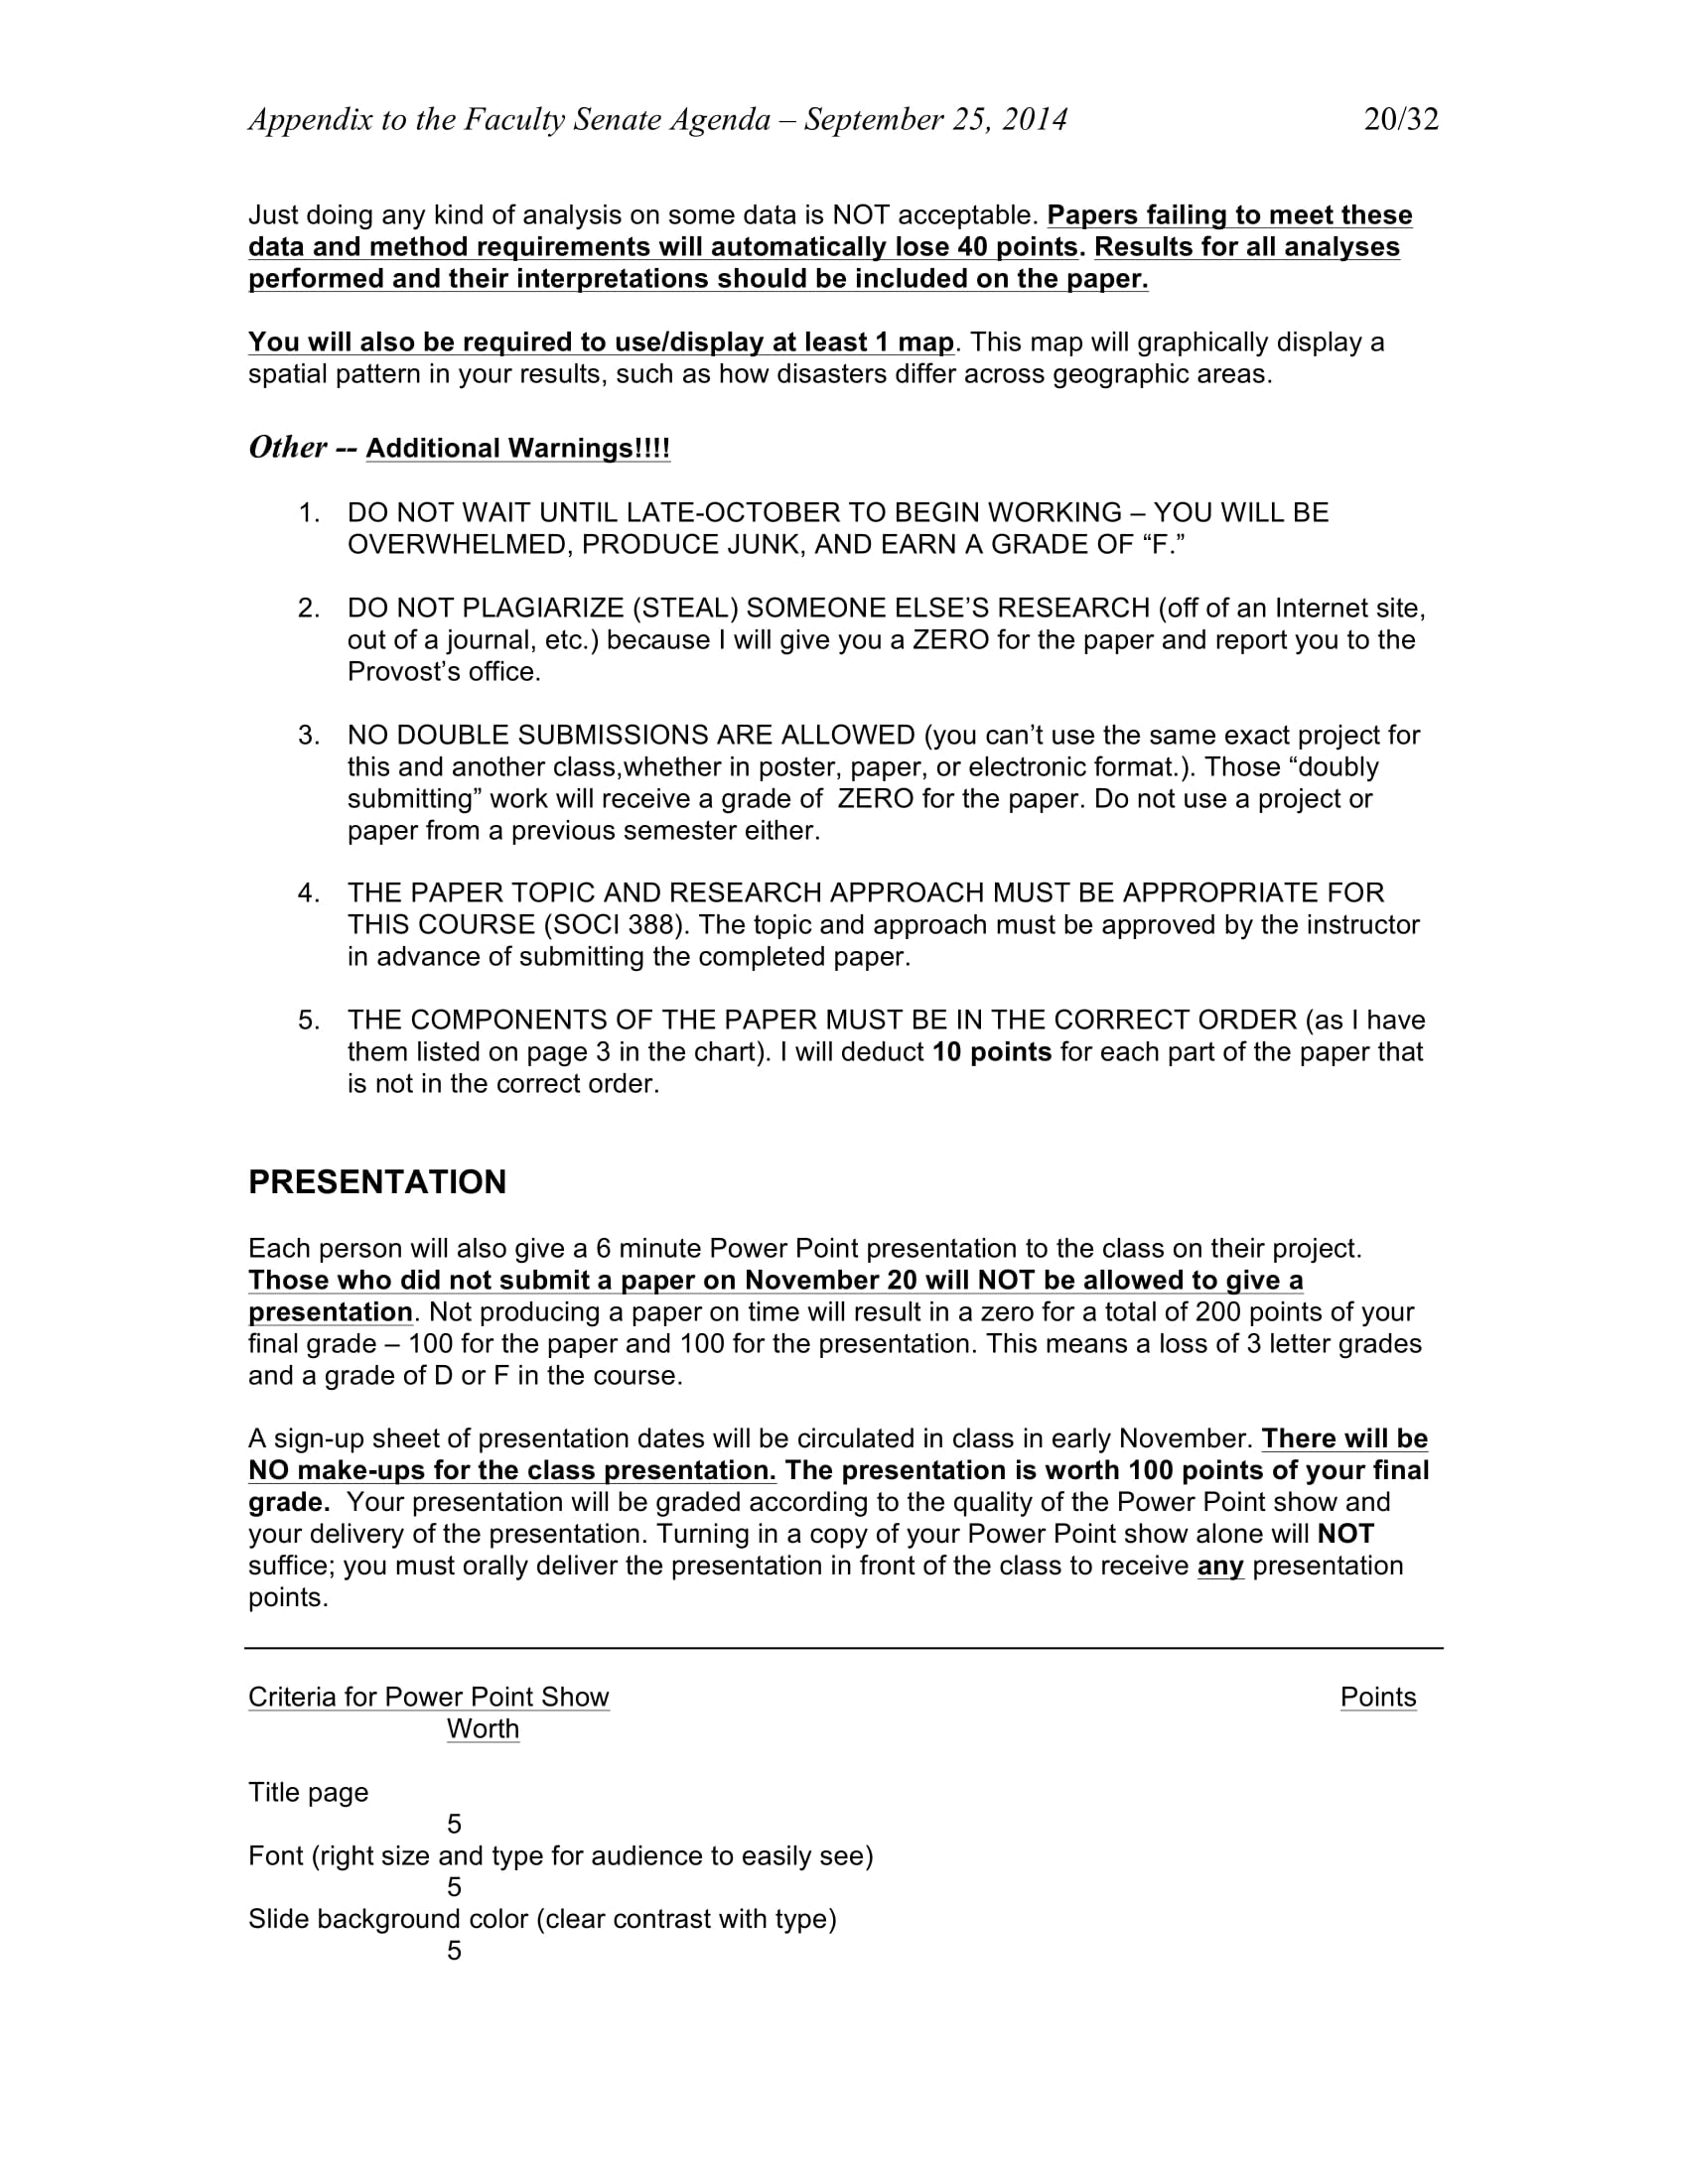 Appendix to the Faculty Senate Agenda – September 25, 2014 20/32
Just doing any kind of analysis on some data is NOT acceptable. Papers failing to meet these
data and method requirements will automatically lose 40 points. Results for all analyses
performed and their interpretations should be included on the paper.
You will also be required to use/display at least 1 map. This map will graphically display a
spatial pattern in your results, such as how disasters differ across geographic areas.
Other -- Additional Warnings!!!!
1. DO NOT WAIT UNTIL LATE-OCTOBER TO BEGIN WORKING – YOU WILL BE
OVERWHELMED, PRODUCE JUNK, AND EARN A GRADE OF “F.”
2. DO NOT PLAGIARIZE (STEAL) SOMEONE ELSE’S RESEARCH (off of an Internet site,
out of a journal, etc.) because I will give you a ZERO for the paper and report you to the
Provost’s office.
3. NO DOUBLE SUBMISSIONS ARE ALLOWED (you can’t use the same exact project for
this and another class,whether in poster, paper, or electronic format.). Those “doubly
submitting” work will receive a grade of  ZERO for the paper. Do not use a project or
paper from a previous semester either.
4. THE PAPER TOPIC AND RESEARCH APPROACH MUST BE APPROPRIATE FOR
THIS COURSE (SOCI 388). The topic and approach must be approved by the instructor
in advance of submitting the completed paper.
5. THE COMPONENTS OF THE PAPER MUST BE IN THE CORRECT ORDER (as I have
them listed on page 3 in the chart). I will deduct 10 points for each part of the paper that
is not in the correct order.
PRESENTATION
Each person will also give a 6 minute Power Point presentation to the class on their project.
Those who did not submit a paper on November 20 will NOT be allowed to give a
presentation. Not producing a paper on time will result in a zero for a total of 200 points of your
final grade – 100 for the paper and 100 for the presentation. This means a loss of 3 letter grades
and a grade of D or F in the course.
A sign-up sheet of presentation dates will be circulated in class in early November. There will be
NO make-ups for the class presentation. The presentation is worth 100 points of your final
grade.  Your presentation will be graded according to the quality of the Power Point show and
your delivery of the presentation. Turning in a copy of your Power Point show alone will NOT
suffice; you must orally deliver the presentation in front of the class to receive any presentation
points.
Criteria for Power Point Show Points
Worth
Title page
5
Font (right size and type for audience to easily see)
5
Slide background color (clear contrast with type)
5